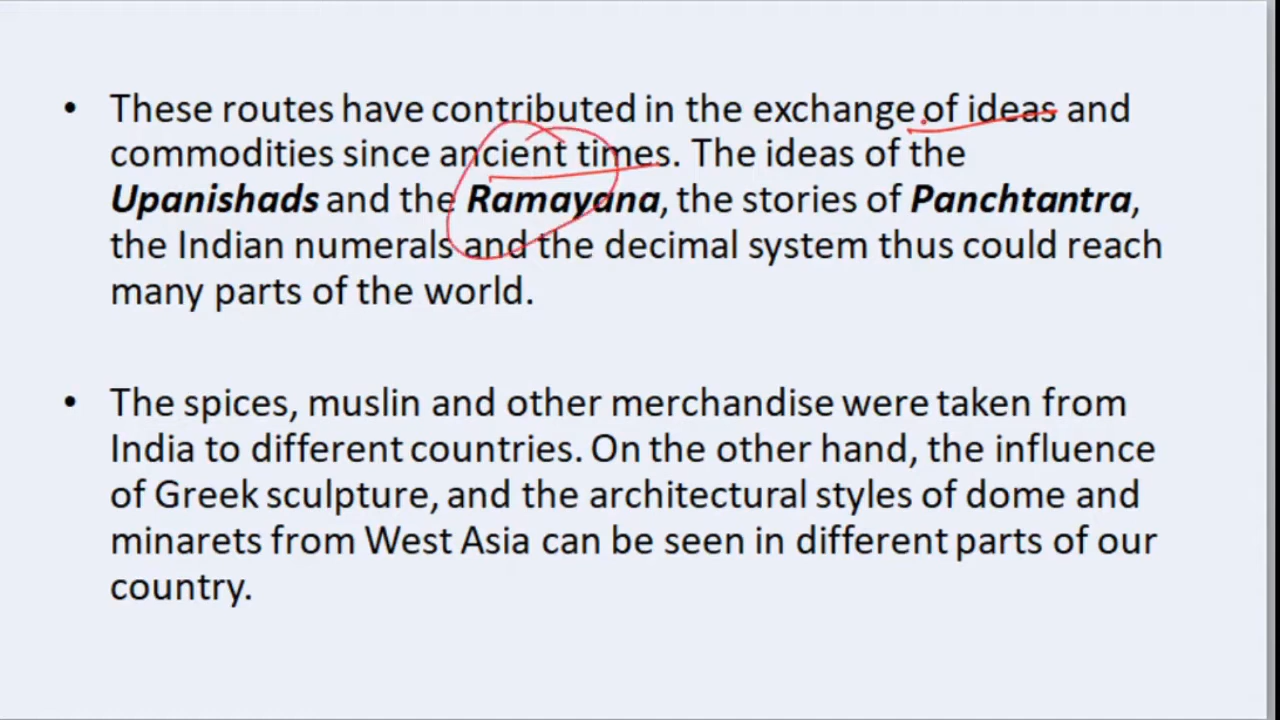 • These routes have contributed in the exchange of ideas and
commodities since ancient times. The ideas of the
Upanishads and the Ramayana, the stories of Panchtantra,
the Indian numerals and the decimal system thus could reach
many parts of the world.
• The spices, muslin and other merchandise were taken from
India to different countries. On the other hand, the influence
of Greek sculpture, and the architectural styles of dome and
minarets from West Asia can be seen in different parts of our
country.